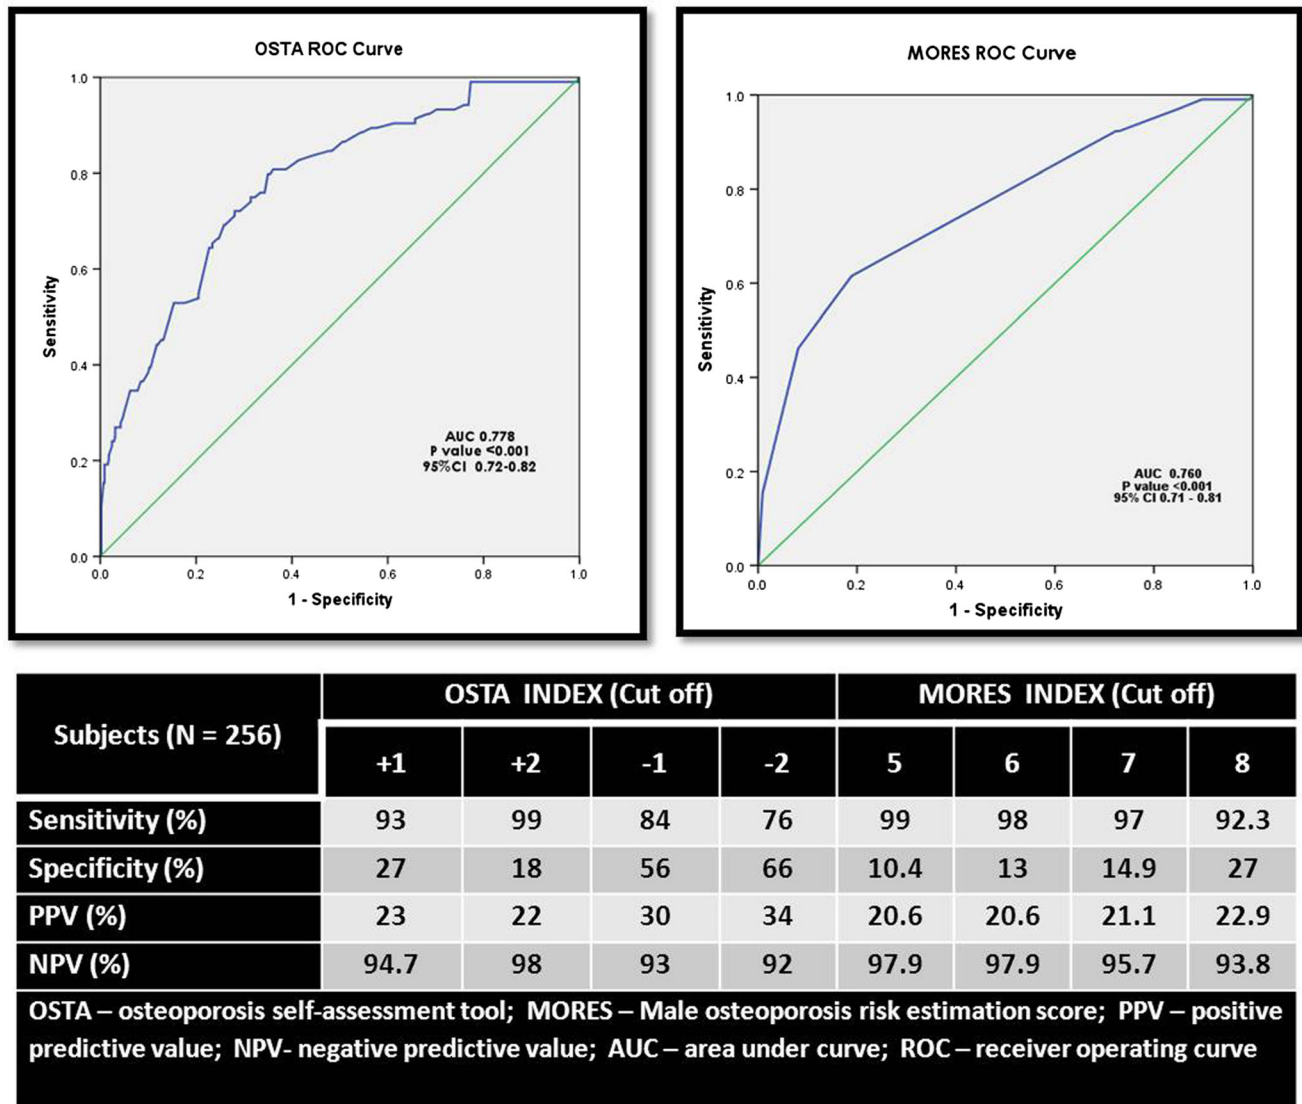 OSTA ROC Curve
1.0
0.8
0.6
0.4
0.2
0.0
Sensitivity
0.0 0.2 0.4 0.6 0.8 1.0
1 - Specificity
AUC 0.778
P value <0.001
95%CI 0.72-0.82
MORES ROC Curve
1.0
0.8
0.6
0.4
0.2
0.0
Sensitivity
0.0 0.2 0.4 0.6 0.8 1.0
1 - Specificity
AUC 0.760
P value <0.001
95% CI 0.71 - 0.81
Subjects (N = 256) OSTA INDEX (Cut off) MORES INDEX (Cut off)
+1 +2 -1 -2 5 6 7 8
Sensitivity (%) 93 99 84 76 99 98 97 92.3
Specificity (%) 27 18 56 66 10.4 13 14.9 27
PPV (%) 23 22 30 34 20.6 20.6 21.1 22.9
NPV (%) 94.7 98 93 92 97.9 97.9 95.7 93.8
OSTA – osteoporosis self-assessment tool; MORES – Male osteoporosis risk estimation score; PPV – positive
predictive value; NPV- negative predictive value; AUC – area under curve; ROC – receiver operating curve